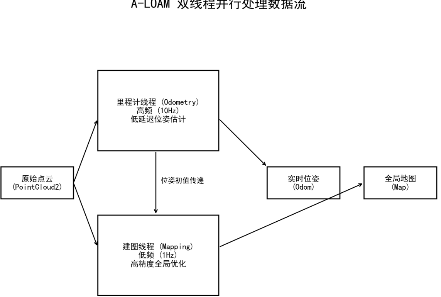 A-LOAM 双线程并行处理数据流
里程计线程 (Odometry)
高频 (10Hz)
低延迟位姿估计
原始点云
(PointCloud2)
位姿初值传递
实时位姿
(Odom)
全局地图
(Map)
建图线程 (Mapping)
低频 (1Hz)
高精度全局优化